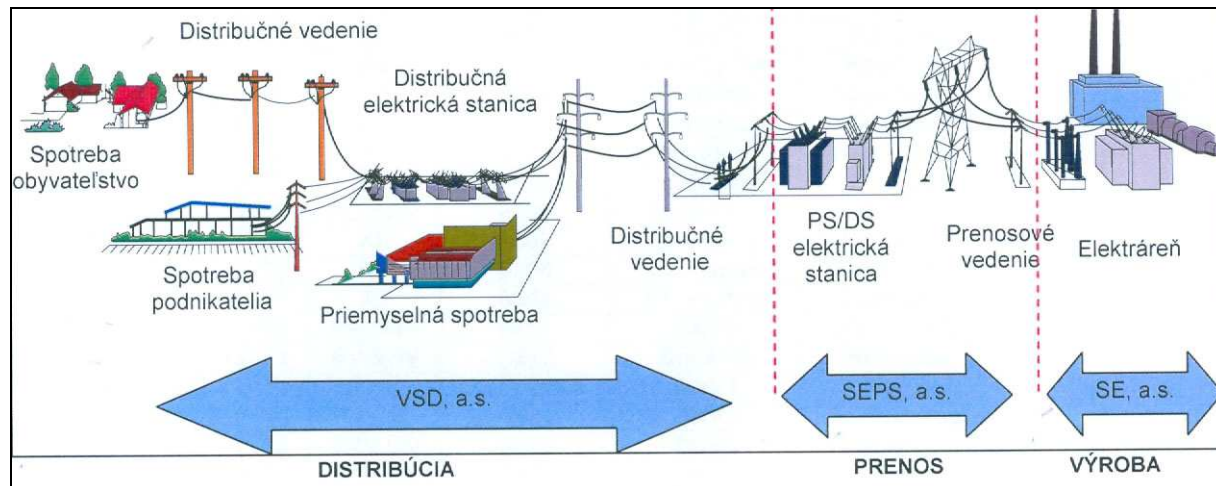 Distribučné vedenie
Distribučná
elektrická stanica
Spotreba
obyvateľstvo
Spotreba
podnikatelia
Priemyselná spotreba
Distribučné
vedenie
PS/DS
elektrická
stanica
Prenosové
vedenie
Elektráreň
VSD, a.s.
SEPS, a.s.
SE, a.s.
DISTRIBÚCIA
PRENOS
VÝROBA